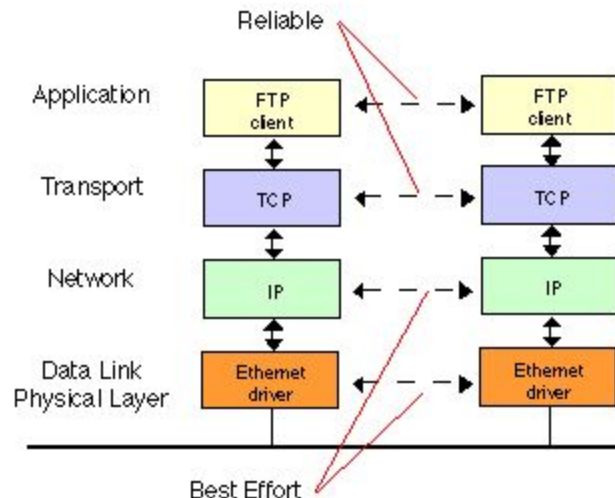 Reliable
Application
FTP
client
FTP
client
Transport
TCP
TCP
Network
IP
IP
Data Link
Physical Layer
Ethernet
driver
Ethernet
driver
Best Effort